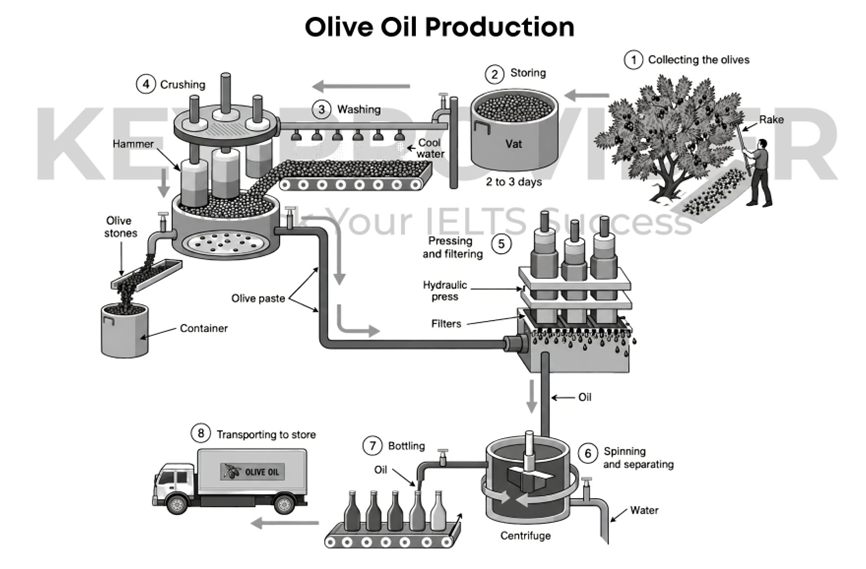 Olive Oil Production
1 Collecting the olives
Rake
2 Storing
Vat
2 to 3 days
3 Washing
Cool
water
4 Crushing
Hammer
Olive
stones
Container
Olive paste
5 Pressing
and filtering
Hydraulic
press
Filters
Oil
6 Spinning
and separating
Water
Centrifuge
7 Bottling
Oil
8 Transporting to store
OLIVE OIL
Your IELTS Success